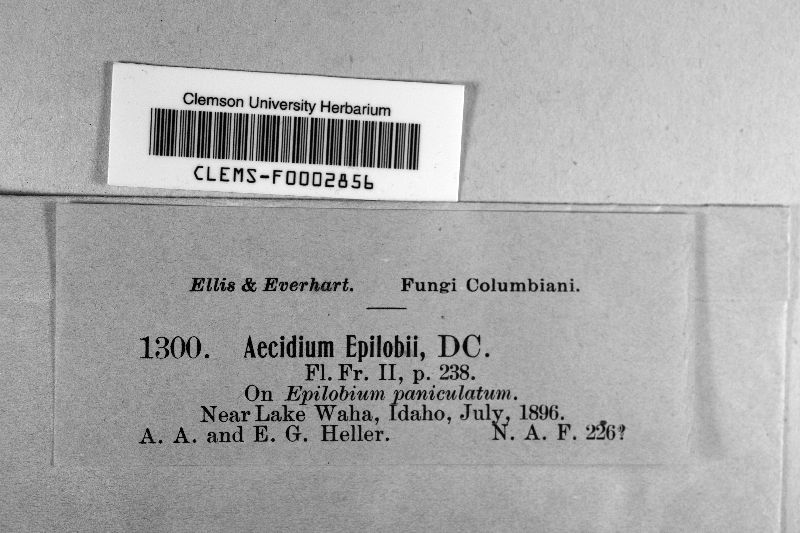 Clemson University Herbarium
CLEMS-F0002856
Ellis & Everhart. Fungi Columbiani.
1300. Aecidium Epilobii, DC.
Fl. Fr. II, p. 238.
On Epilobium paniculatum.
Near Lake Waha, Idaho, July, 1896.
A. A. and E. G. Heller. N. A. F.